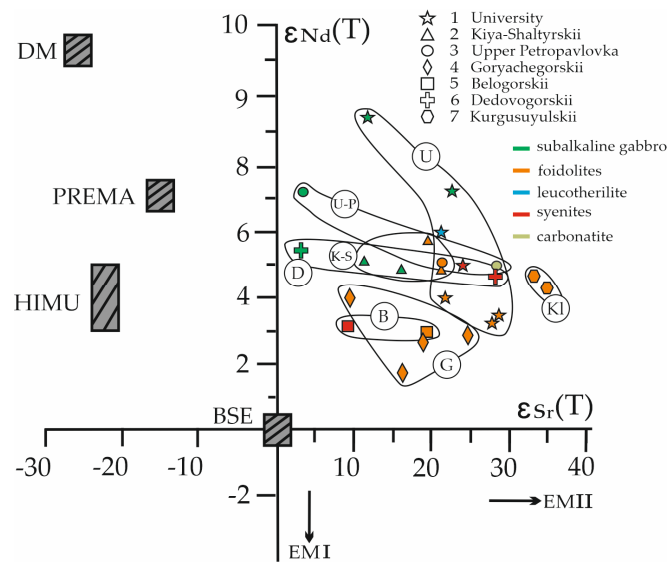 10
DM
εNd(T)
1 University
2 Kiya-Shaltyrskii
3 Upper Petropavlovka
4 Goryachegorskii
5 Belogorskii
6 Dedovogorskii
7 Kurgusuyulskii
9
subalkaline gabbro
foidolites
leucotherilite
syenites
carbonatite
8
U
PREMA
U-P
6
K-S
D
HIMU
4
Kl
B
2
G
BSE
εSr(T)
-30
-20
-10
10
20
30
-2
EMII
EMI